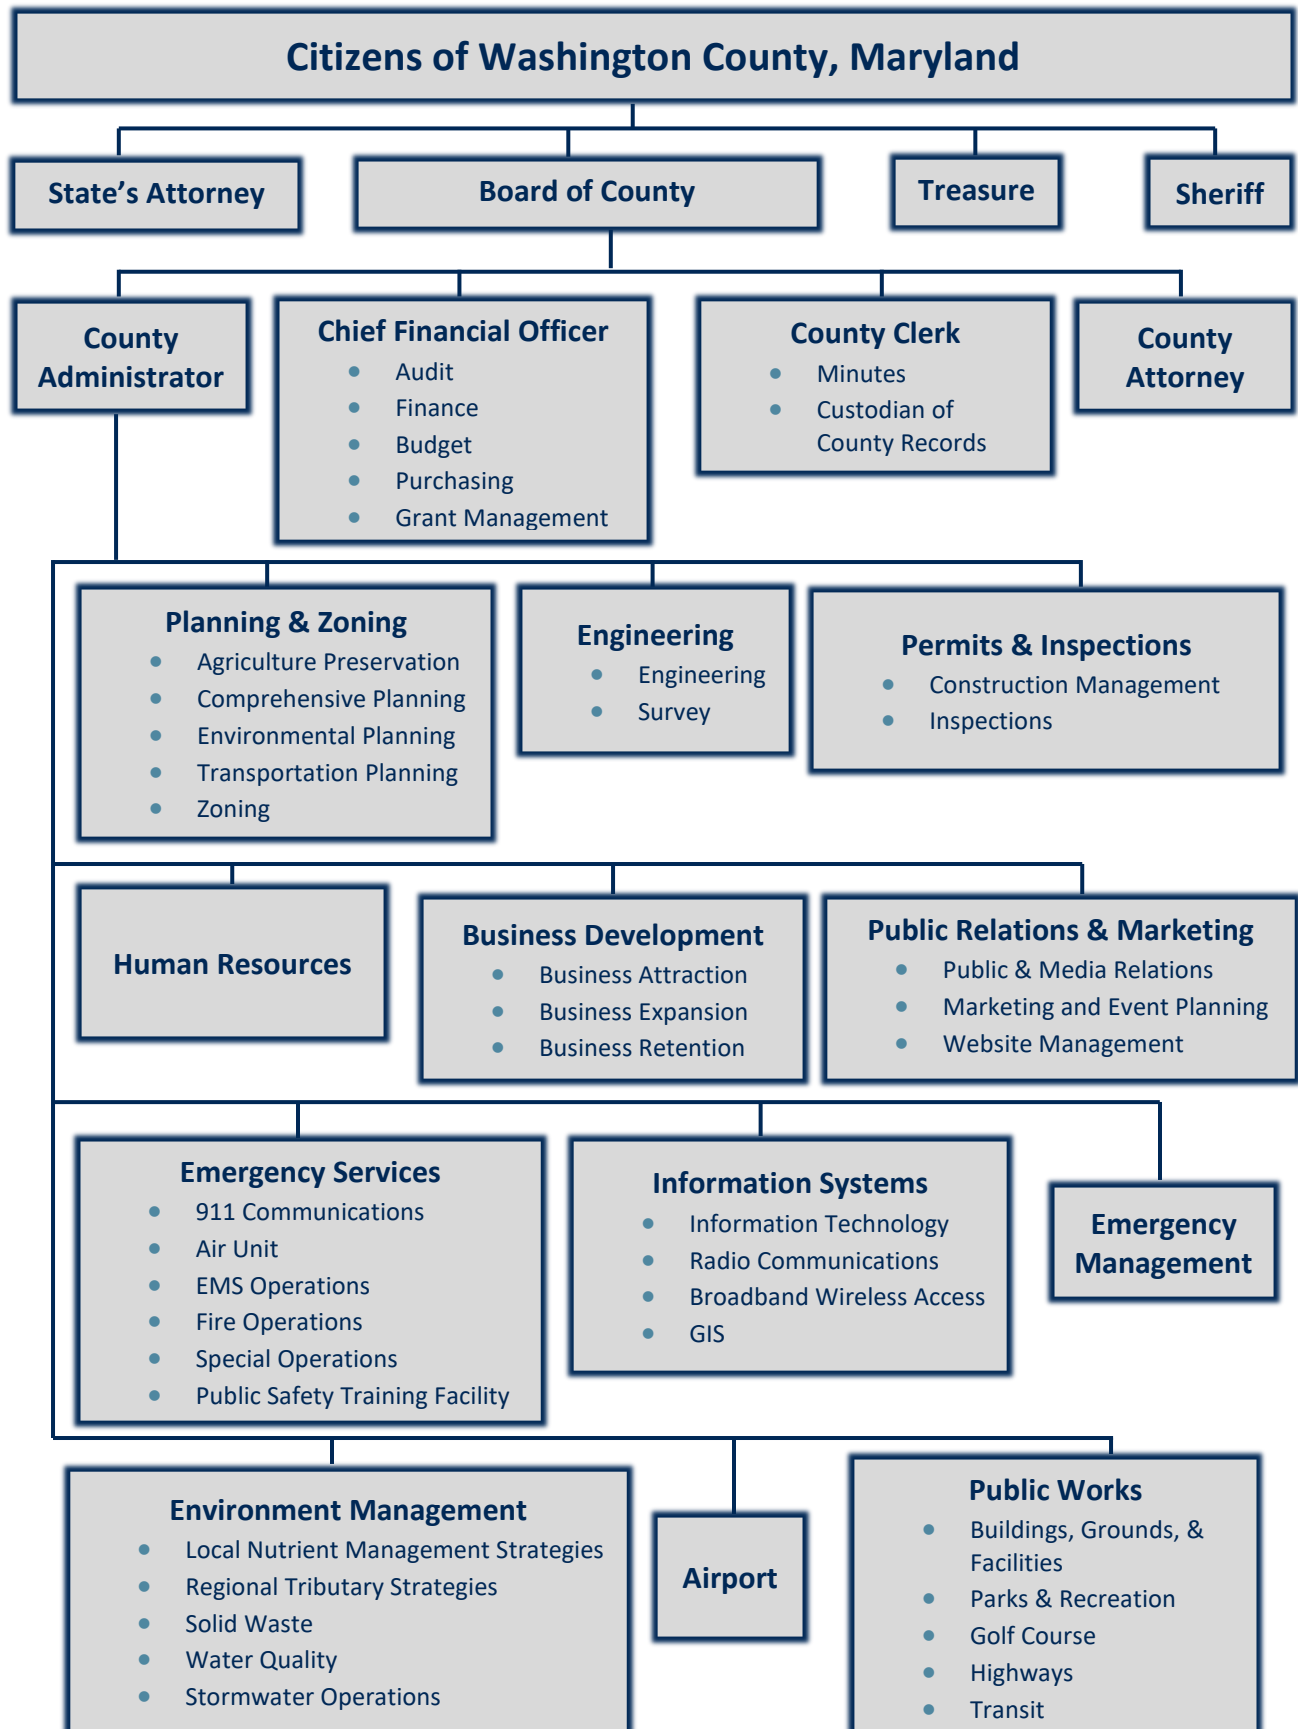 Citizens of Washington County, Maryland
State’s Attorney
Board of County
Treasure
Sheriff
County
Administrator
Chief Financial Officer
Audit
Finance
Budget
Purchasing
Grant Management
County Clerk
Minutes
Custodian of
County Records
County
Attorney
Planning & Zoning
Agriculture Preservation
Comprehensive Planning
Environmental Planning
Transportation Planning
Zoning
Engineering
Engineering
Survey
Permits & Inspections
Construction Management
Inspections
Human Resources
Business Development
Business Attraction
Business Expansion
Business Retention
Public Relations & Marketing
Public & Media Relations
Marketing and Event Planning
Website Management
Emergency Services
911 Communications
Air Unit
EMS Operations
Fire Operations
Special Operations
Public Safety Training Facility
Information Systems
Information Technology
Radio Communications
Broadband Wireless Access
GIS
Emergency
Management
Environment Management
Local Nutrient Management Strategies
Regional Tributary Strategies
Solid Waste
Water Quality
Stormwater Operations
Airport
Public Works
Buildings, Grounds, &
Facilities
Parks & Recreation
Golf Course
Highways
Transit